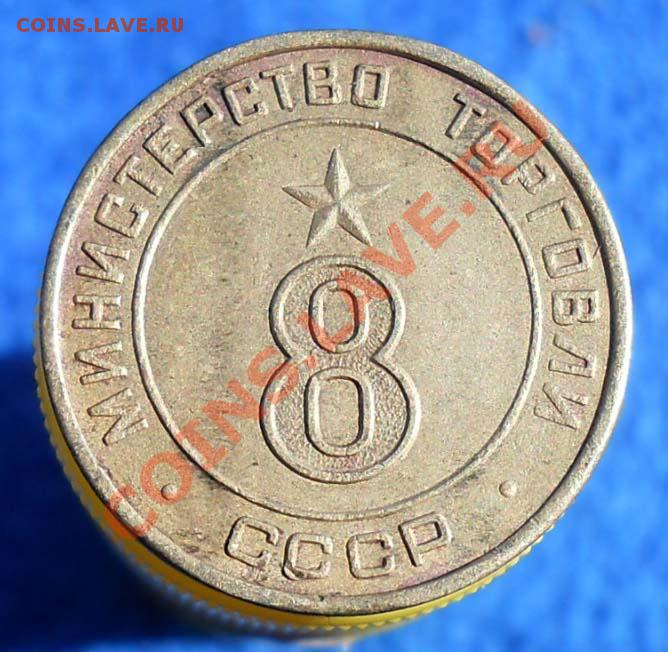 COINS.LAVE.RU
МИНИСТЕРСТВО ТОРГОВЛИ
8
СССР
COINS.LAVE.RU